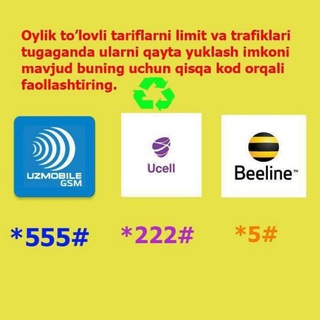 Oylik to’lovli tariflarni limit va trafiklari
tugaganda ularni qayta yuklash imkoni
mavjud buning uchun qisqa kod orqali
faollashtiring.
UZMOBILE
GSM
Ucell
Beeline™
*555#
*222#
*5#